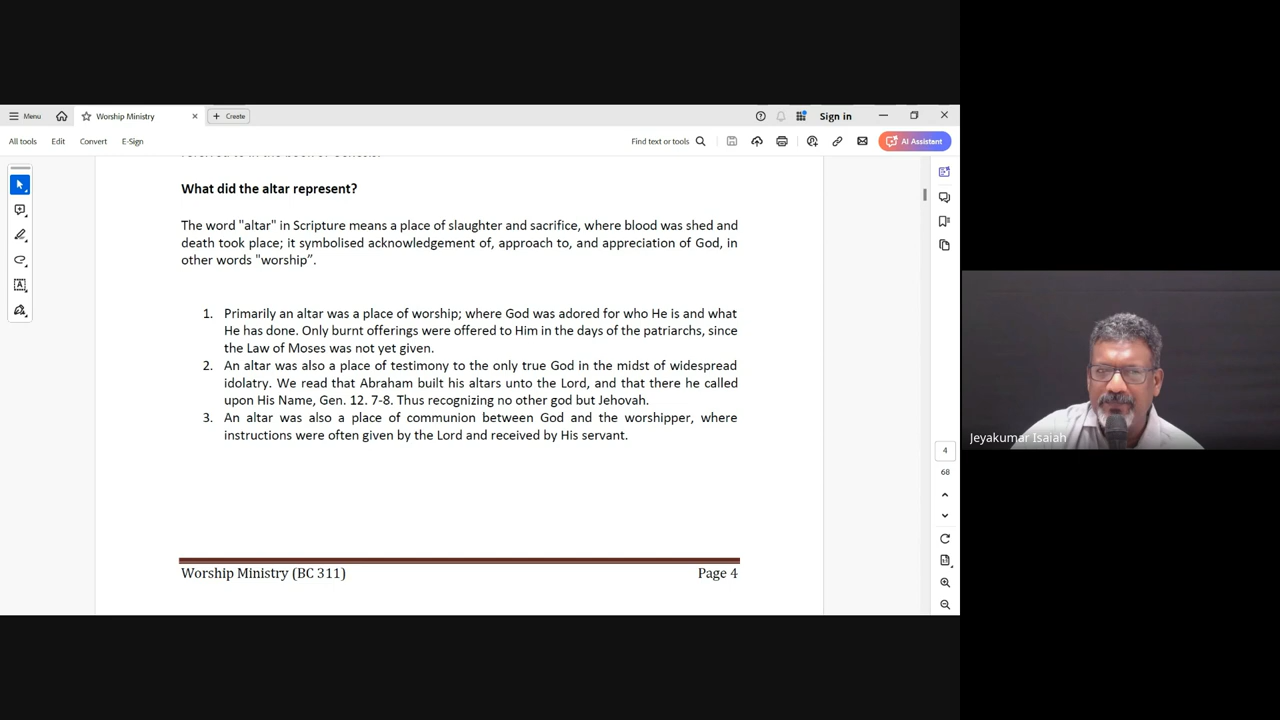 Menu
Worship Ministry
Create
Sign in
All tools
Edit
Convert
E-Sign
Find text or tools
AI Assistant
What did the altar represent?
The word "altar" in Scripture means a place of slaughter and sacrifice, where blood was shed and
death took place; it symbolised acknowledgement of, approach to, and appreciation of God, in
other words "worship”.
1. Primarily an altar was a place of worship; where God was adored for who He is and what
He has done. Only burnt offerings were offered to Him in the days of the patriarchs, since
the Law of Moses was not yet given.
2. An altar was also a place of testimony to the only true God in the midst of widespread
idolatry. We read that Abraham built his altars unto the Lord, and that there he called
upon His Name, Gen. 12. 7-8. Thus recognizing no other god but Jehovah.
3. An altar was also a place of communion between God and the worshipper, where
instructions were often given by the Lord and received by His servant.
Worship Ministry (BC 311)
Page 4
4
68
Jeyakumar Isaiah